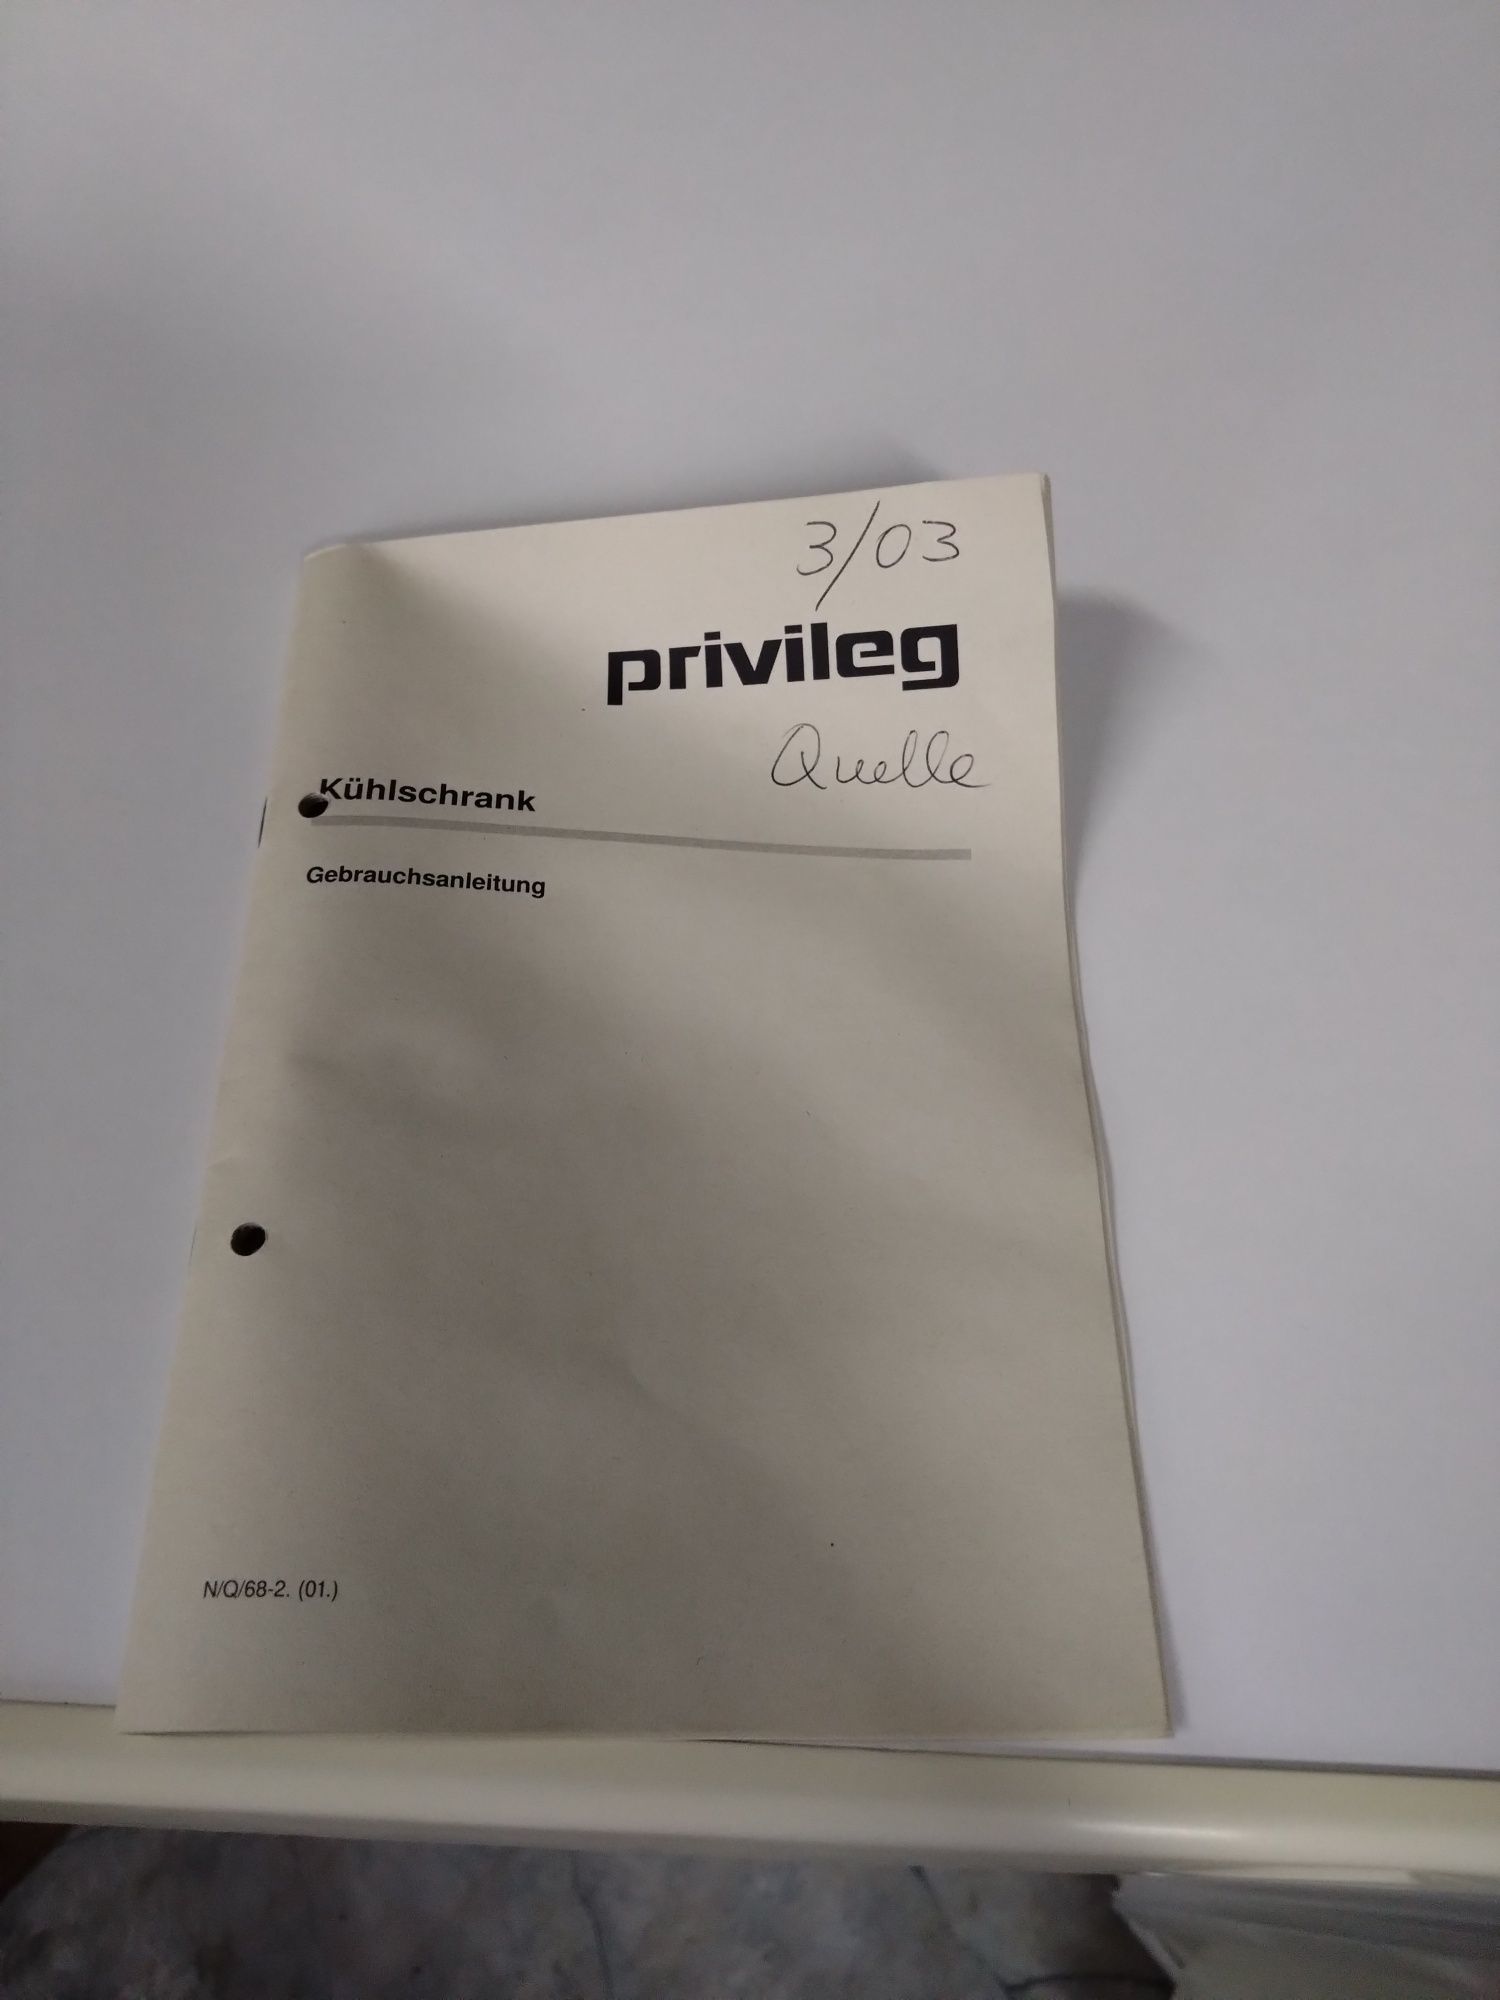 3/03
privileg
Quelle
Kühlschrank
Gebrauchsanleitung
N/Q/68-2. (01.)